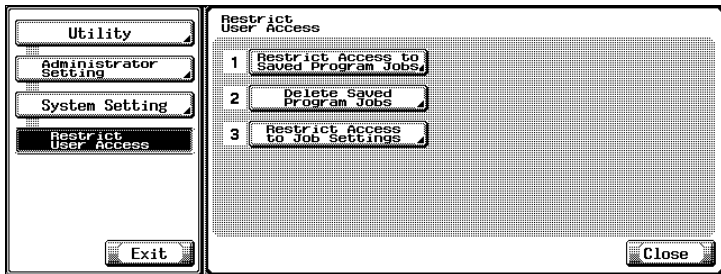 Utility
Administrator
Setting
System Setting
Restrict
User Access
Exit
Restrict
User Access
1 Restrict Access to
Saved Program Jobs
2 Delete Saved
Program Jobs
3 Restrict Access
to Job Settings
Close